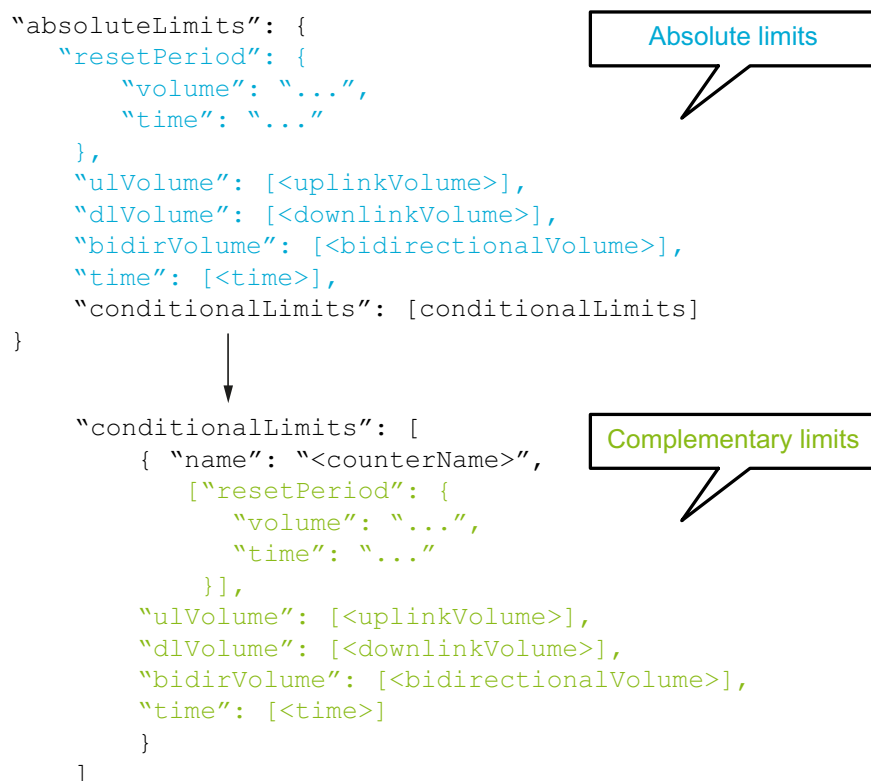 “absoluteLimits”: {
Absolute limits
“resetPeriod”: {
“volume”: “...”,
“time”: “...”
},
“ulVolume”: [<uplinkVolume>],
“dlVolume”: [<downlinkVolume>],
“bidirVolume”: [<bidirectionalVolume>],
“time”: [<time>],
“conditionalLimits”: [conditionalLimits]
}
“conditionalLimits”: [
Complementary limits
{ “name”: “<counterName>”,
[“resetPeriod”: {
“volume”: “...”,
“time”: “...”
}],
“ulVolume”: [<uplinkVolume>],
“dlVolume”: [<downlinkVolume>],
“bidirVolume”: [<bidirectionalVolume>],
“time”: [<time>]
}
]